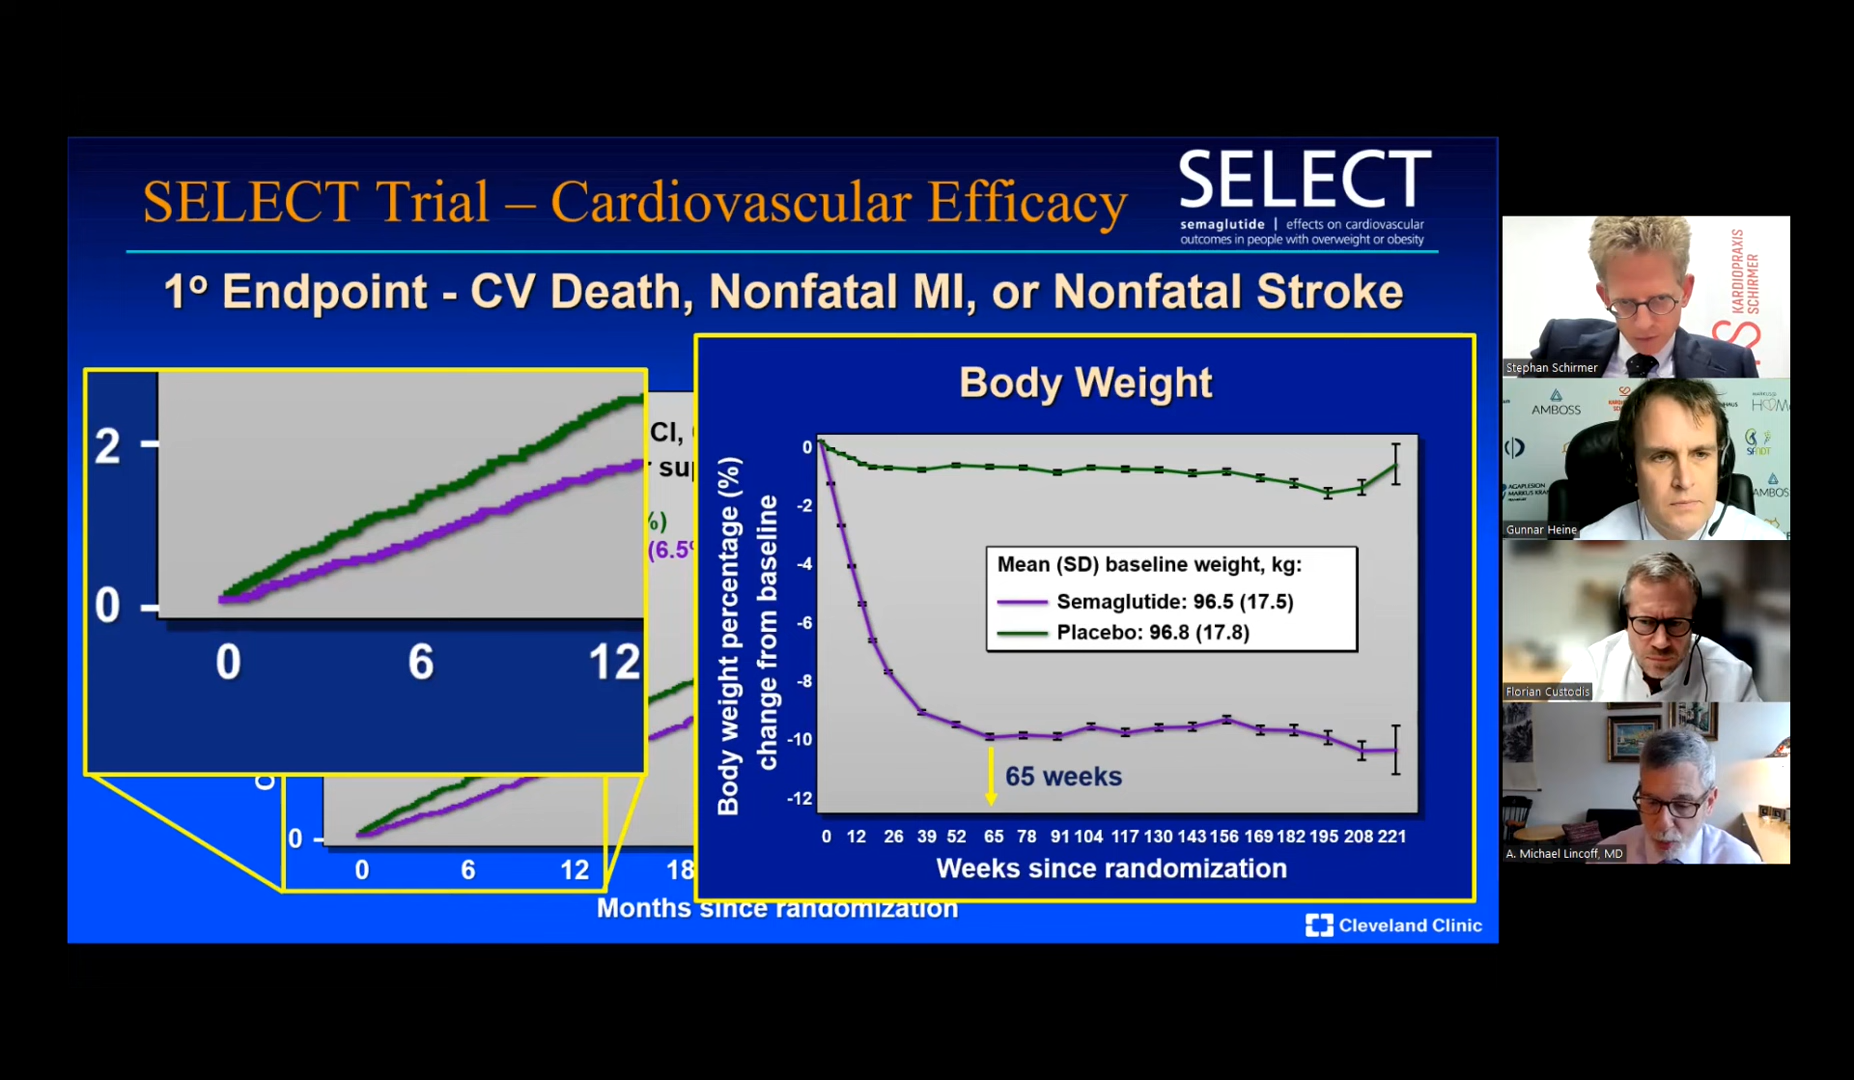 SELECT Trial – Cardiovascular Efficacy
SELECT
semaglutide | effects on cardiovascular
outcomes in people with overweight or obesity
1º Endpoint - CV Death, Nonfatal MI, or Nonfatal Stroke
2
0
0 6 12
CI,
%)
(6.5
0
0 6 12 18
Months since randomization
Body Weight
Body weight percentage (%)
change from baseline
0
-2
-4
-6
-8
-10
-12
Mean (SD) baseline weight, kg:
Semaglutide: 96.5 (17.5)
Placebo: 96.8 (17.8)
65 weeks
0 12 26 39 52 65 78 91 104 117 130 143 156 169 182 195 208 221
Weeks since randomization
Cleveland Clinic
KARDIOPRAXIS
SCHIRMER
Stephan Schirmer
AMBOSS
Gunnar Heine
Florian Custodis
A. Michael Lincoff, MD